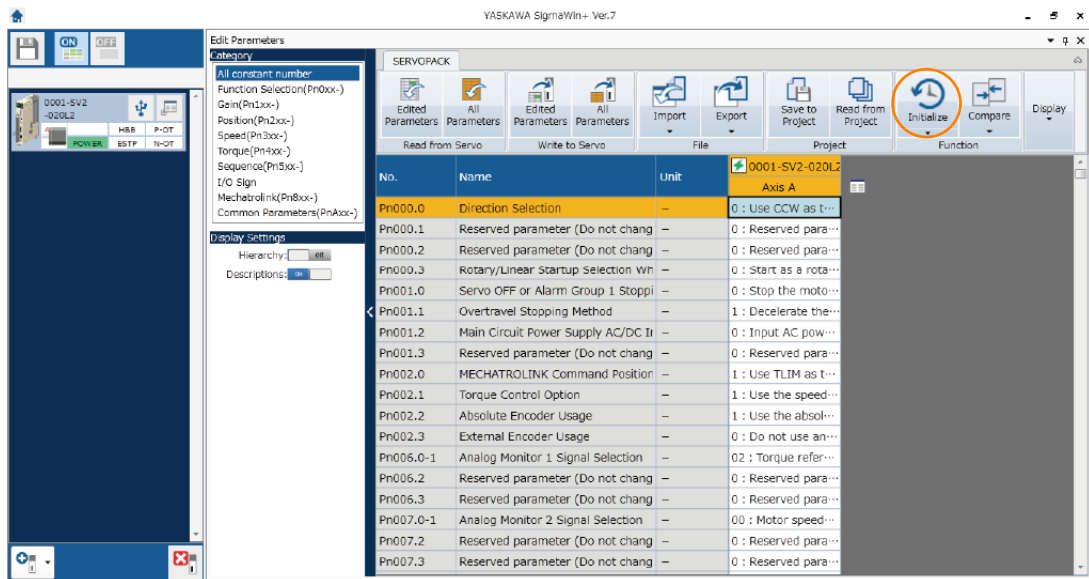 YASKAWA SigmaWin+ Ver.7
ON
OFF
0001-SV2
-020L2
HBB P-OT
POWER ESTP N-OT
Edit Parameters
Category
All constant number
Function Selection(Pn0xx-)
Gain(Pn1xx-)
Position(Pn2xx-)
Speed(Pn3xx-)
Torque(Pn4xx-)
Sequence(Pn5xx-)
I/O Sign
Mechatrolink(Pn8xx-)
Common Parameters(PnAxx-)
Display Settings
Hierarchy: Off
Descriptions: ON
SERVOPACK
Edited Parameters
All Parameters
Read from Servo
Edited Parameters
All Parameters
Write to Servo
Import
Export
File
Save to Project
Read from Project
Project
Initialize
Compare
Function
Display
No. Name Unit 0001-SV2-020L2
Axis A
Pn000.0 Direction Selection – 0 : Use CCW as t···
Pn000.1 Reserved parameter (Do not chang – 0 : Reserved para···
Pn000.2 Reserved parameter (Do not chang – 0 : Reserved para···
Pn000.3 Rotary/Linear Startup Selection Wh – 0 : Start as a rota···
Pn001.0 Servo OFF or Alarm Group 1 Stoppi – 0 : Stop the moto···
Pn001.1 Overtravel Stopping Method – 1 : Decelerate the···
Pn001.2 Main Circuit Power Supply AC/DC Ir – 0 : Input AC pow···
Pn001.3 Reserved parameter (Do not chang – 0 : Reserved para···
Pn002.0 MECHATROLINK Command Position – 1 : Use TLIM as t···
Pn002.1 Torque Control Option – 1 : Use the speed···
Pn002.2 Absolute Encoder Usage – 1 : Use the absol···
Pn002.3 External Encoder Usage – 0 : Do not use an···
Pn006.0-1 Analog Monitor 1 Signal Selection – 02 : Torque refer···
Pn006.2 Reserved parameter (Do not chang – 0 : Reserved para···
Pn006.3 Reserved parameter (Do not chang – 0 : Reserved para···
Pn007.0-1 Analog Monitor 2 Signal Selection – 00 : Motor speed···
Pn007.2 Reserved parameter (Do not chang – 0 : Reserved para···
Pn007.3 Reserved parameter (Do not chang – 0 : Reserved para···